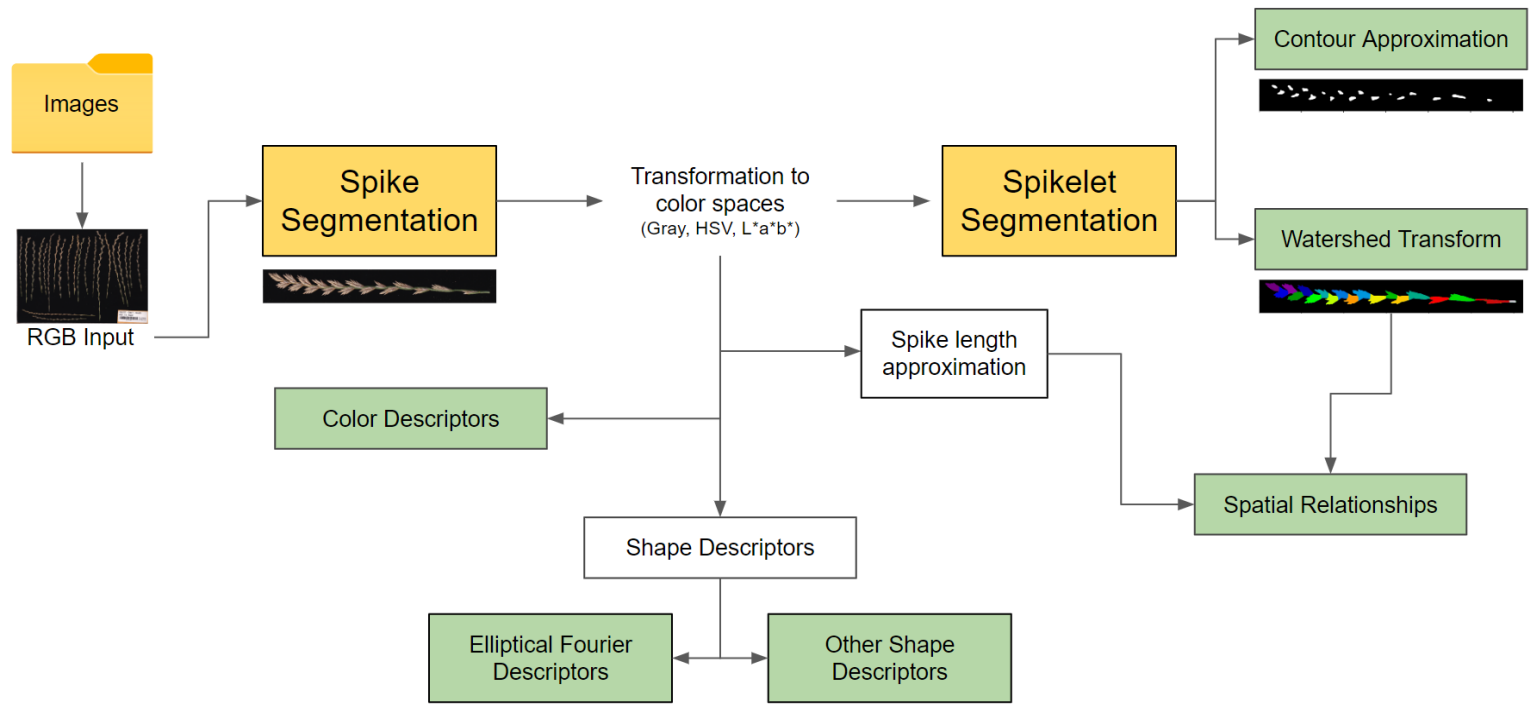 Images
RGB Input
Spike
Segmentation
Transformation to
color spaces
(Gray, HSV, L*a*b*)
Spikelet
Segmentation
Contour Approximation
Watershed Transform
Spike length
approximation
Color Descriptors
Spatial Relationships
Shape Descriptors
Elliptical Fourier
Descriptors
Other Shape
Descriptors